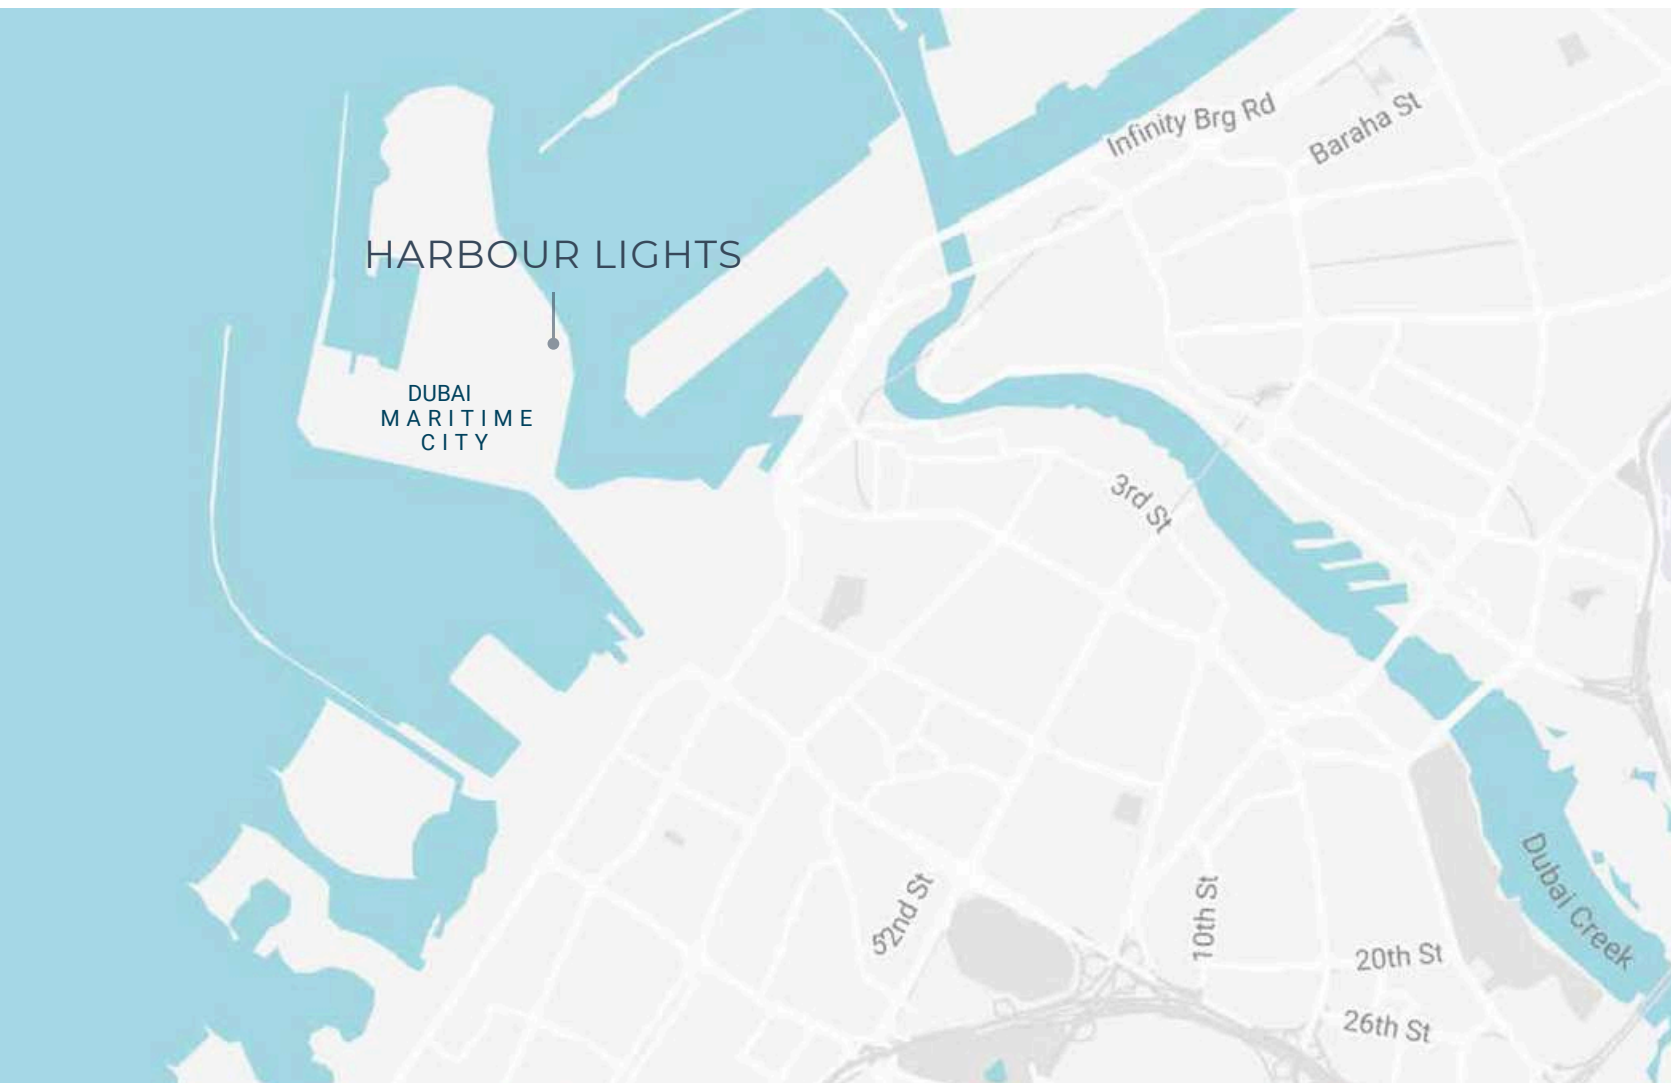 Infinity Brg Rd
Baraha St
HARBOUR LIGHTS
DUBAI
MARITIME
CITY
3rd St
52nd St
10th St
Dubai Creek
20th St
26th St